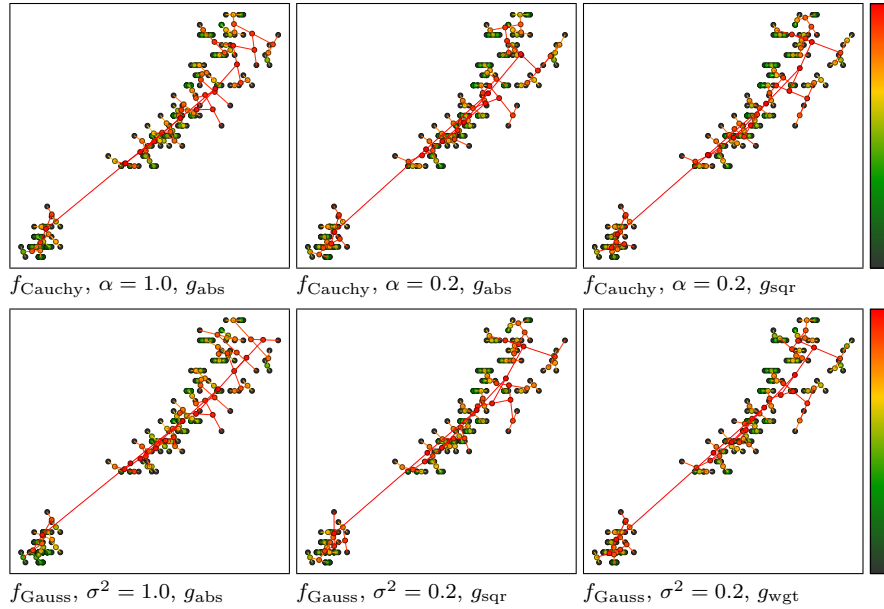 f_Cauchy, α = 1.0, g_abs
f_Cauchy, α = 0.2, g_abs
f_Cauchy, α = 0.2, g_sqr
f_Gauss, σ² = 1.0, g_abs
f_Gauss, σ² = 0.2, g_sqr
f_Gauss, σ² = 0.2, g_wgt